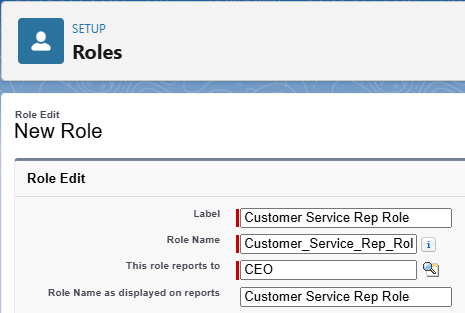 SETUP
Roles
Role Edit
New Role
Role Edit
Label Customer Service Rep Role
Role Name Customer_Service_Rep_Rol i
This role reports to CEO
Role Name as displayed on reports Customer Service Rep Role